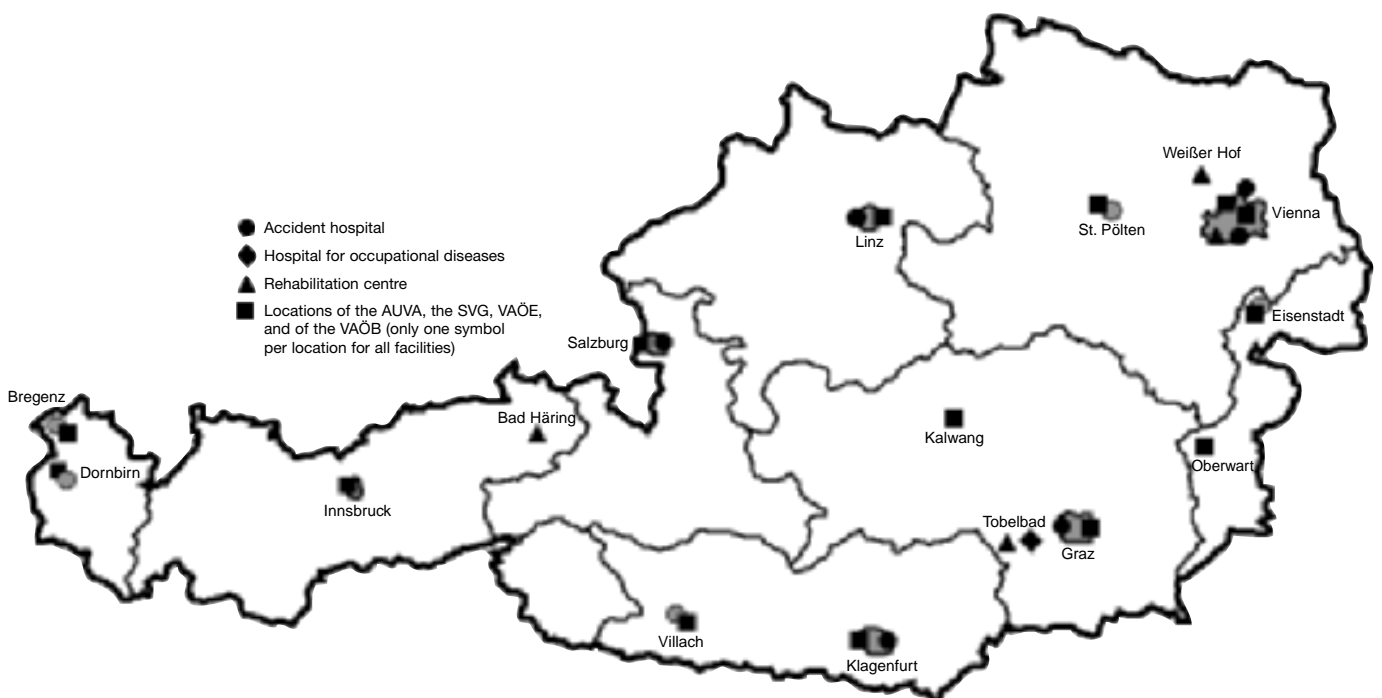 Weißer Hof
Vienna
St. Pölten
Linz
Accident hospital
Hospital for occupational diseases
Rehabilitation centre
Locations of the AUVA, the SVG, VAÖE,
and of the VAÖB (only one symbol
per location for all facilities)
Eisenstadt
Salzburg
Bregenz
Bad Häring
Kalwang
Oberwart
Dornbirn
Innsbruck
Tobelbad
Graz
Villach
Klagenfurt